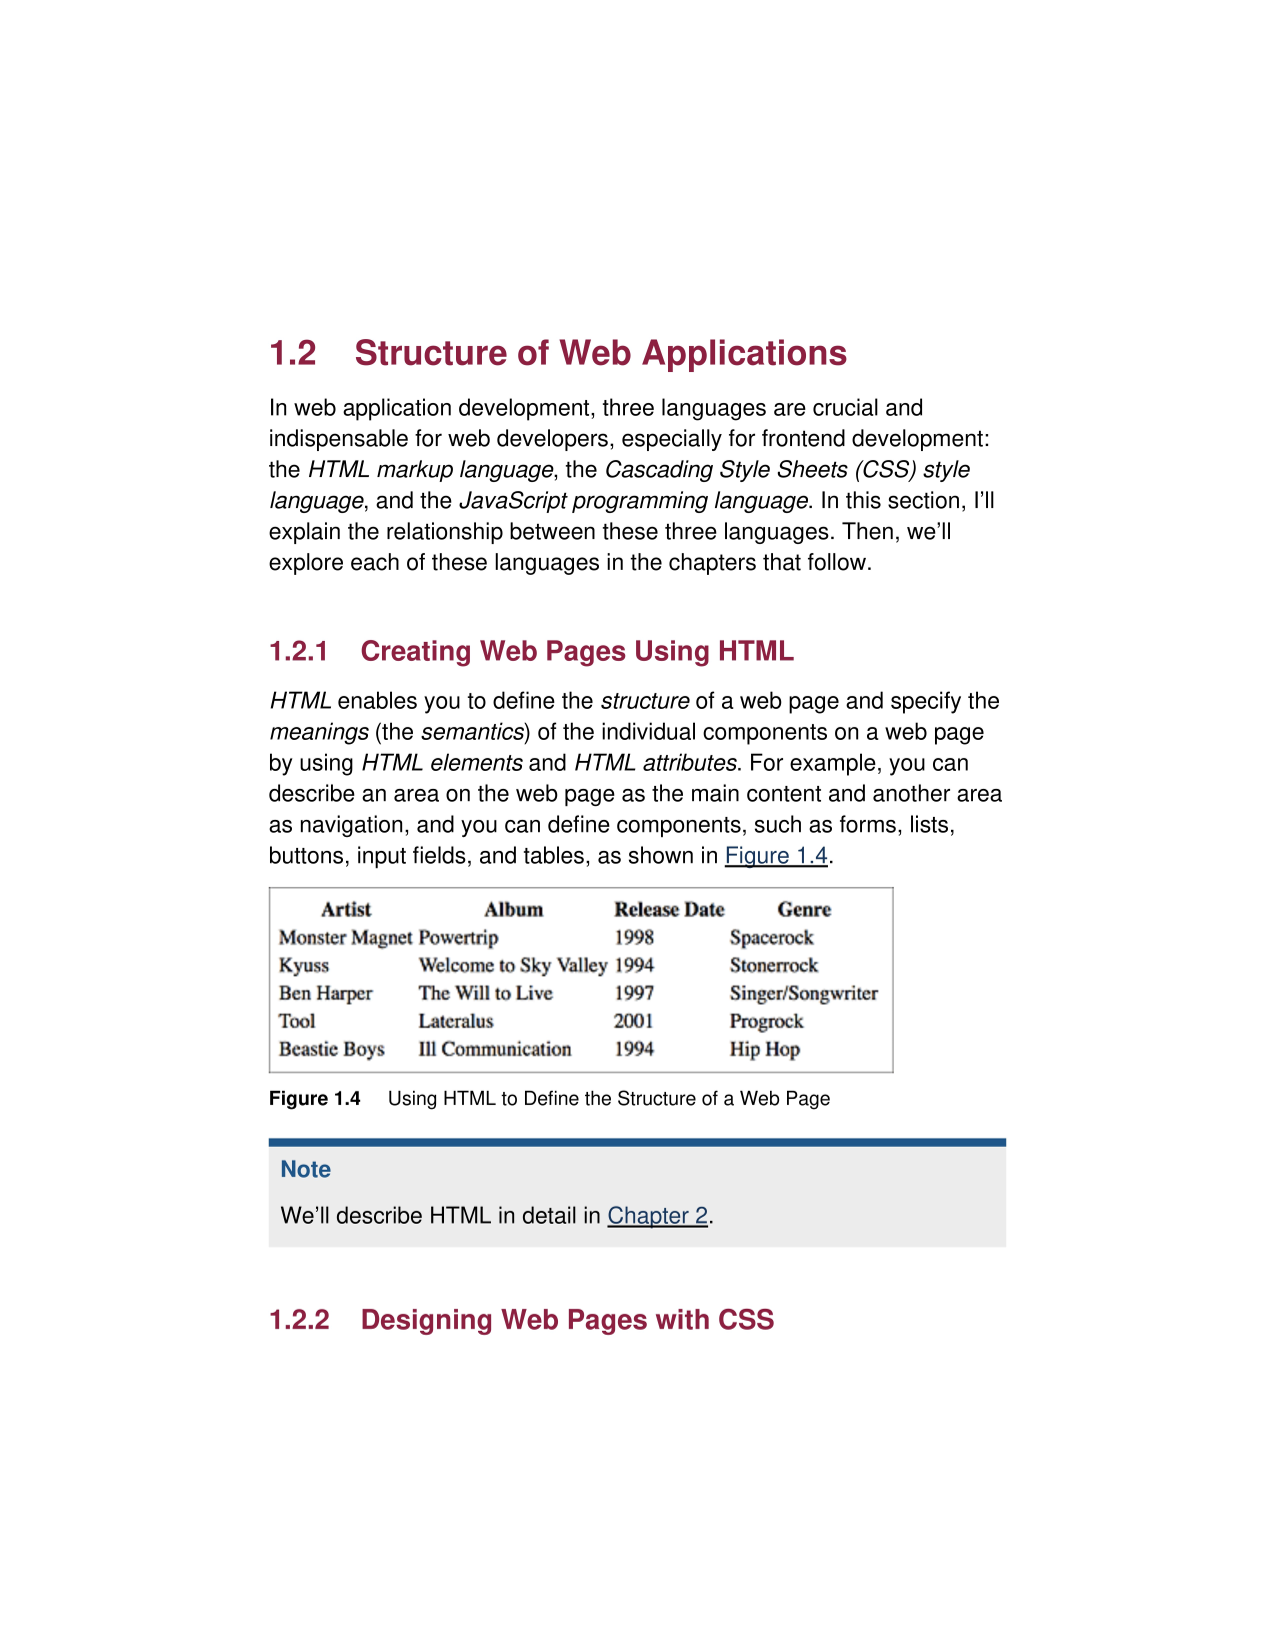 1.2 Structure of Web Applications
In web application development, three languages are crucial and
indispensable for web developers, especially for frontend development:
the HTML markup language, the Cascading Style Sheets (CSS) style
language, and the JavaScript programming language. In this section, I’ll
explain the relationship between these three languages. Then, we’ll
explore each of these languages in the chapters that follow.
1.2.1 Creating Web Pages Using HTML
HTML enables you to define the structure of a web page and specify the
meanings (the semantics) of the individual components on a web page
by using HTML elements and HTML attributes. For example, you can
describe an area on the web page as the main content and another area
as navigation, and you can define components, such as forms, lists,
buttons, input fields, and tables, as shown in Figure 1.4.
Artist Album Release Date Genre
Monster Magnet Powertrip 1998 Spacerock
Kyuss Welcome to Sky Valley 1994 Stonerrock
Ben Harper The Will to Live 1997 Singer/Songwriter
Tool Lateralus 2001 Progrock
Beastie Boys Ill Communication 1994 Hip Hop
Figure 1.4 Using HTML to Define the Structure of a Web Page
Note
We’ll describe HTML in detail in Chapter 2.
1.2.2 Designing Web Pages with CSS